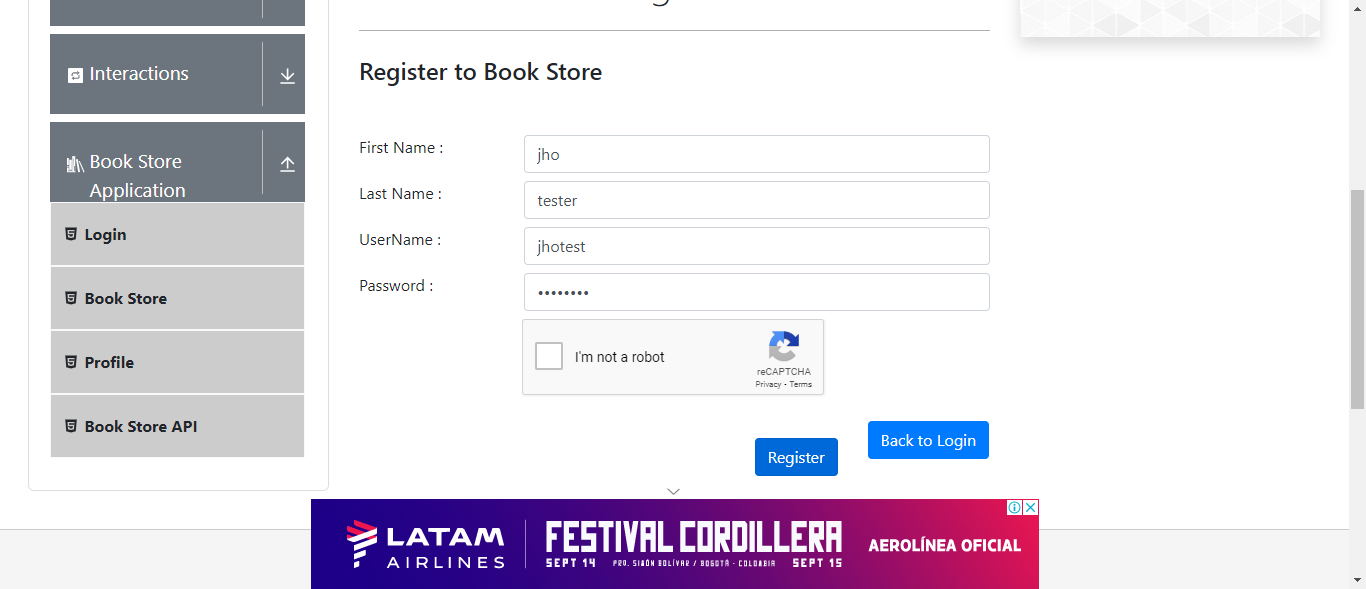 Interactions
Book Store
Application
Login
Book Store
Profile
Book Store API
Register to Book Store
First Name :
jho
Last Name :
tester
UserName :
jhotest
Password :
••••••••
I'm not a robot
reCAPTCHA
Privacy - Terms
Back to Login
Register
LATAM
AIRLINES
FESTIVAL CORDILLERA
SEPT 14 PRO. SIMÓN BOLÍVAR / BOGOTÁ - COLOMBIA SEPT 15
AEROLÍNEA OFICIAL